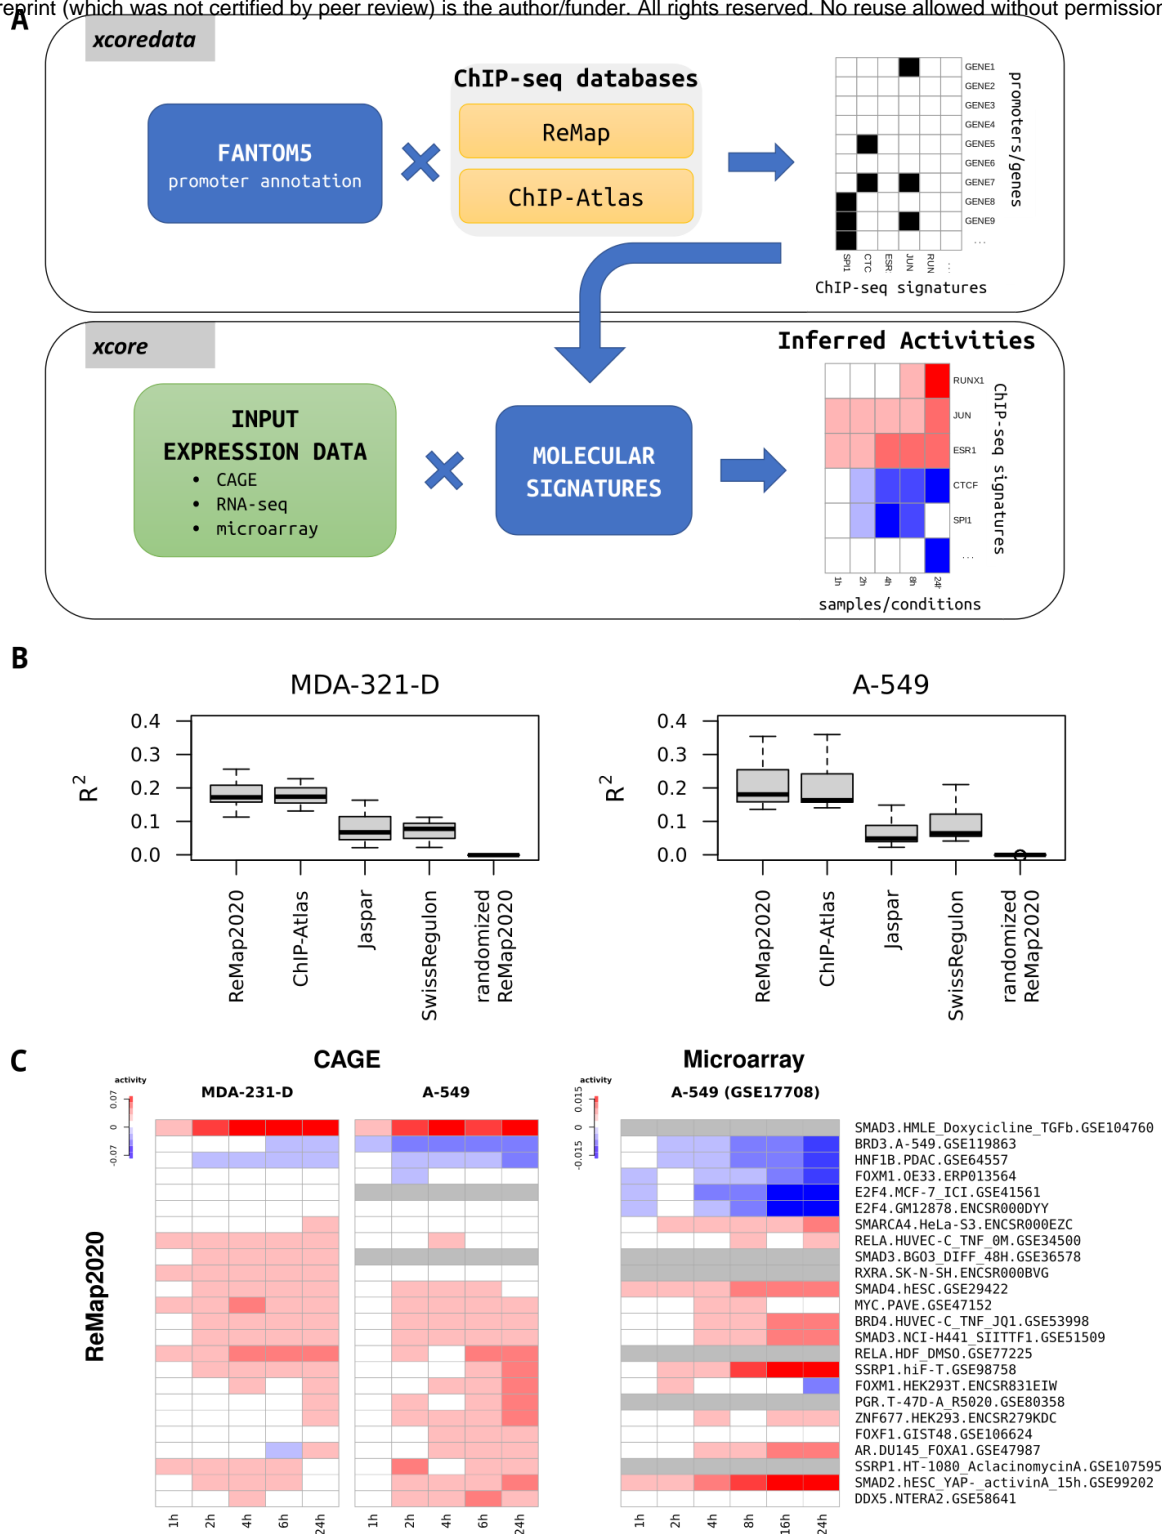 reprint (which was not certified by peer review) is the author/funder. All rights reserved. No reuse allowed without permission
A
xcoredata
FANTOM5
promoter annotation
ChIP-seq databases
ReMap
ChIP-Atlas
GENE1
GENE2
GENE3
GENE4
GENE5
GENE6
GENE7
GENE8
GENE9
...
promoters/genes
SPI1
CTC
ESR
JUN
RUN
...
ChIP-seq signatures
xcore
INPUT
EXPRESSION DATA
• CAGE
• RNA-seq
• microarray
MOLECULAR
SIGNATURES
Inferred Activities
RUNX1
JUN
ESR1
CTCF
SPI1
...
ChIP-seq signatures
1h
2h
4h
8h
24h
samples/conditions
B
MDA-321-D
R²
0.4
0.3
0.2
0.1
0.0
ReMap2020
ChIP-Atlas
Jaspar
SwissRegulon
randomized
ReMap2020
A-549
R²
0.4
0.3
0.2
0.1
0.0
ReMap2020
ChIP-Atlas
Jaspar
SwissRegulon
randomized
ReMap2020
C
CAGE
Microarray
activity
0.07
0
-0.07
MDA-231-D
A-549
activity
0.015
0
-0.015
A-549 (GSE17708)
ReMap2020
SMAD3.HMLE_Doxycicline_TGFb.GSE104760
BRD3.A-549.GSE119863
HNF1B.PDAC.GSE64557
FOXM1.OE33.ERP013564
E2F4.MCF-7_ICI.GSE41561
E2F4.GM12878.ENCSR000DYY
SMARCA4.HeLa-S3.ENCSR000EZC
RELA.HUVEC-C_TNF_0M.GSE34500
SMAD3.BGO3_DIFF_48H.GSE36578
RXRA.SK-N-SH.ENCSR000BVG
SMAD4.hESC.GSE29422
MYC.PAVE.GSE47152
BRD4.HUVEC-C_TNF_JQ1.GSE53998
SMAD3.NCI-H441_SIITTF1.GSE51509
RELA.HDF_DMSO.GSE77225
SSRP1.hiF-T.GSE98758
FOXM1.HEK293T.ENCSR831EIW
PGR.T-47D-A_R5020.GSE80358
ZNF677.HEK293.ENCSR279KDC
FOXF1.GIST48.GSE106624
AR.DU145_FOXA1.GSE47987
SSRP1.HT-1080_AclacinomycinA.GSE107595
SMAD2.hESC_YAP-_activinA_15h.GSE99202
DDX5.NTERA2.GSE58641
1h
2h
4h
6h
24h
1h
2h
4h
6h
24h
1h
2h
4h
8h
16h
24h